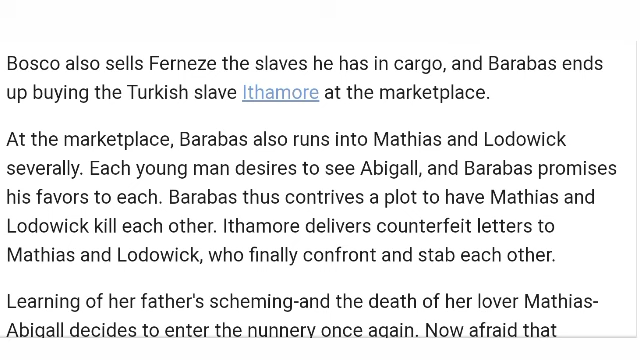 Bosco also sells Ferneze the slaves he has in cargo, and Barabas ends
up buying the Turkish slave Ithamore at the marketplace.
At the marketplace, Barabas also runs into Mathias and Lodowick
severally. Each young man desires to see Abigall, and Barabas promises
his favors to each. Barabas thus contrives a plot to have Mathias and
Lodowick kill each other. Ithamore delivers counterfeit letters to
Mathias and Lodowick, who finally confront and stab each other.
Learning of her father's scheming-and the death of her lover Mathias-
Abigall decides to enter the nunnery once again. Now afraid that